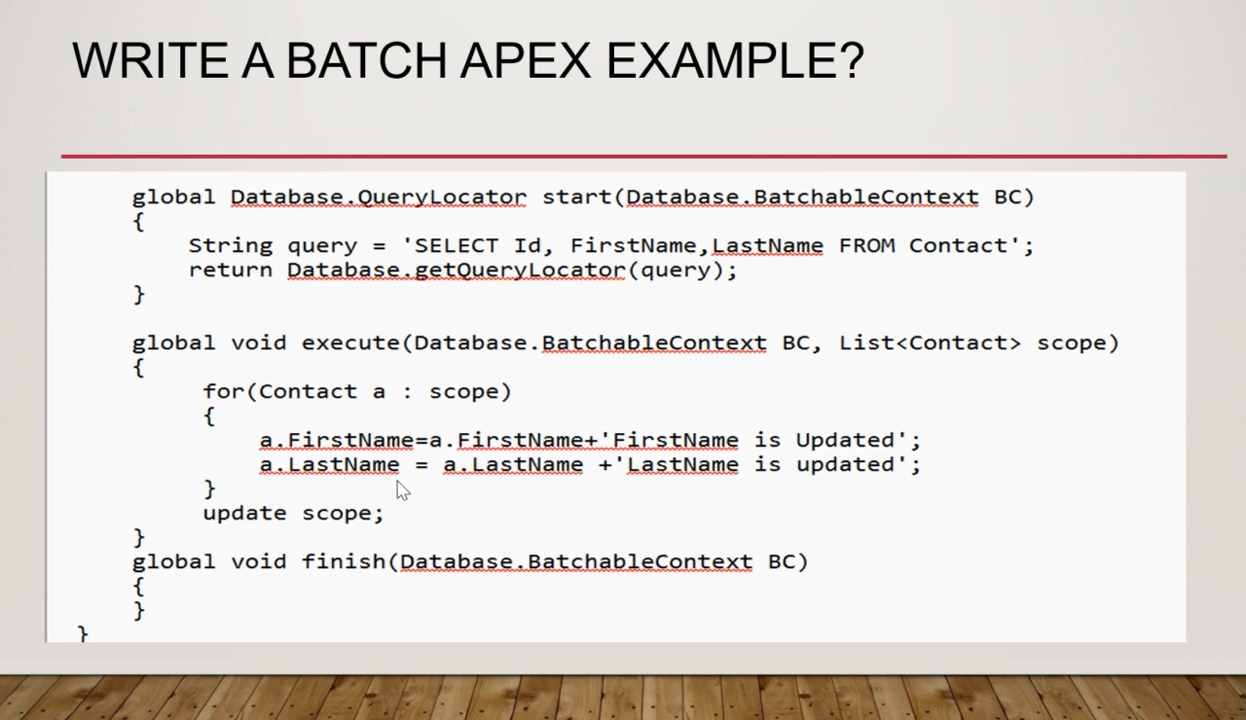 WRITE A BATCH APEX EXAMPLE?
global Database.QueryLocator start(Database.BatchableContext BC)
{
String query = 'SELECT Id, FirstName,LastName FROM Contact';
return Database.getQueryLocator(query);
}
global void execute(Database.BatchableContext BC, List<Contact> scope)
{
for(Contact a : scope)
{
a.FirstName=a.FirstName+'FirstName is Updated';
a.LastName = a.LastName +'LastName is updated';
}
update scope;
}
global void finish(Database.BatchableContext BC)
{
}
}